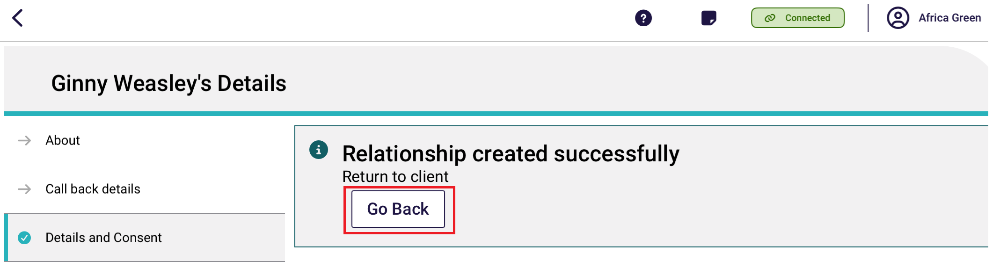 Connected
Africa Green
Ginny Weasley's Details
About
Call back details
Details and Consent
Relationship created successfully
Return to client
Go Back